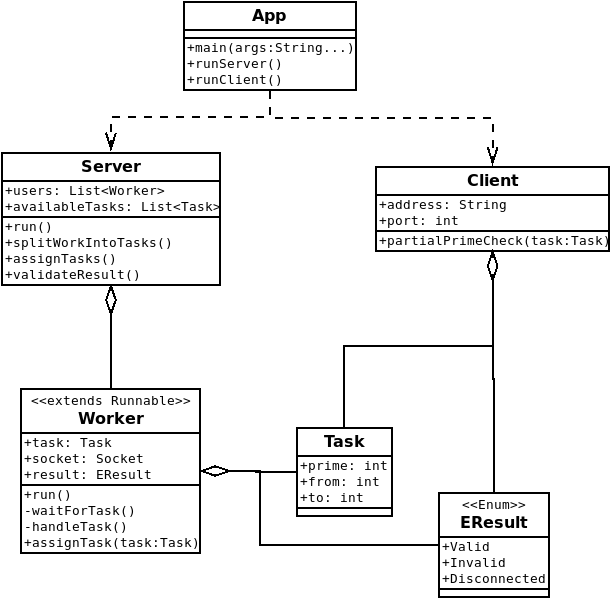 App
+main(args:String...)
+runServer()
+runClient()
Server
+users: List<Worker>
+availableTasks: List<Task>
+run()
+splitWorkIntoTasks()
+assignTasks()
+validateResult()
Client
+address: String
+port: int
+partialPrimeCheck(task:Task)
<<extends Runnable>>
Worker
+task: Task
+socket: Socket
+result: EResult
+run()
-waitForTask()
-handleTask()
+assignTask(task:Task)
Task
+prime: int
+from: int
+to: int
<<Enum>>
EResult
+Valid
+Invalid
+Disconnected